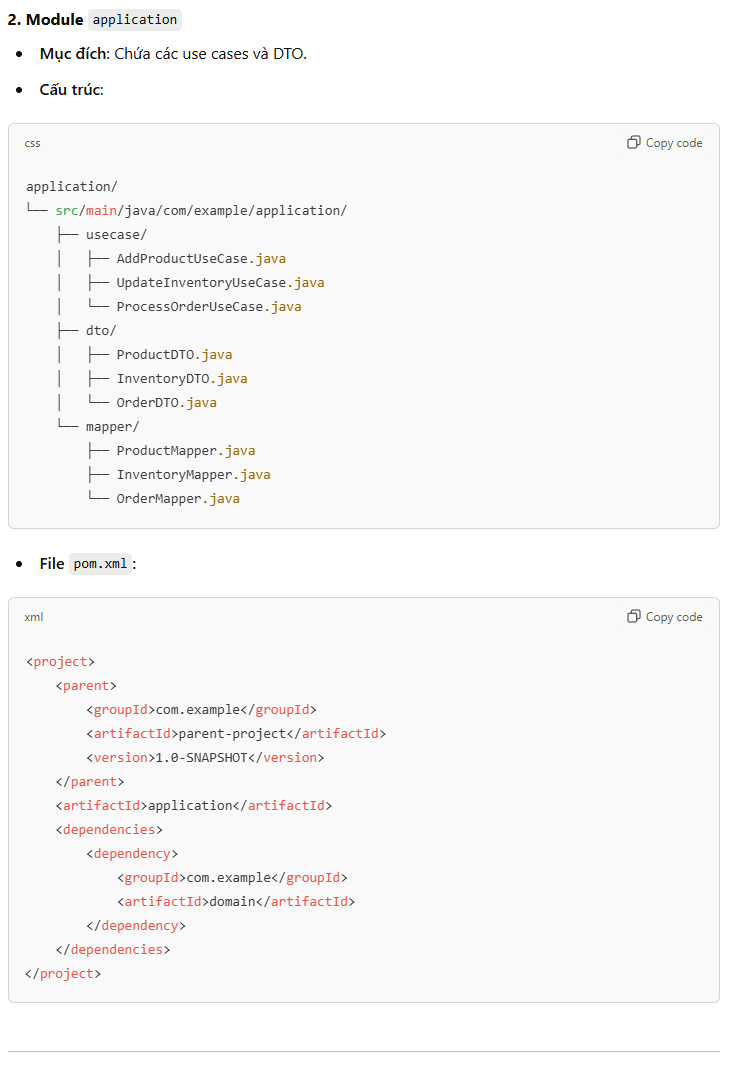 2. Module application
• Mục đích: Chứa các use cases và DTO.
• Cấu trúc:
css
Copy code
application/
└── src/main/java/com/example/application/
    ├── usecase/
    │   ├── AddProductUseCase.java
    │   ├── UpdateInventoryUseCase.java
    │   └── ProcessOrderUseCase.java
    ├── dto/
    │   ├── ProductDTO.java
    │   ├── InventoryDTO.java
    │   └── OrderDTO.java
    └── mapper/
        ├── ProductMapper.java
        ├── InventoryMapper.java
        └── OrderMapper.java
• File pom.xml:
xml
Copy code
<project>
    <parent>
        <groupId>com.example</groupId>
        <artifactId>parent-project</artifactId>
        <version>1.0-SNAPSHOT</version>
    </parent>
    <artifactId>application</artifactId>
    <dependencies>
        <dependency>
            <groupId>com.example</groupId>
            <artifactId>domain</artifactId>
        </dependency>
    </dependencies>
</project>